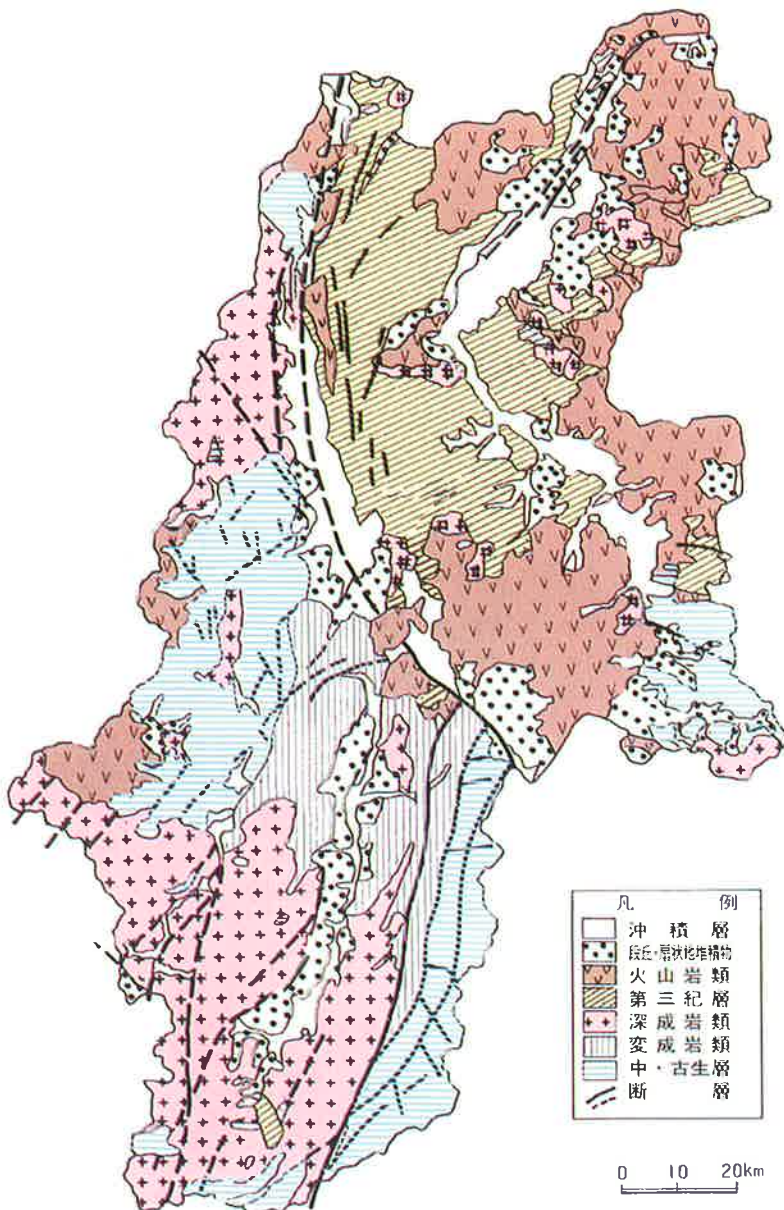 凡 例
沖積層
段丘・扇状地堆積物
火山岩類
第三紀層
深成岩類
変成岩類
中・古生層
断層
0 10 20km